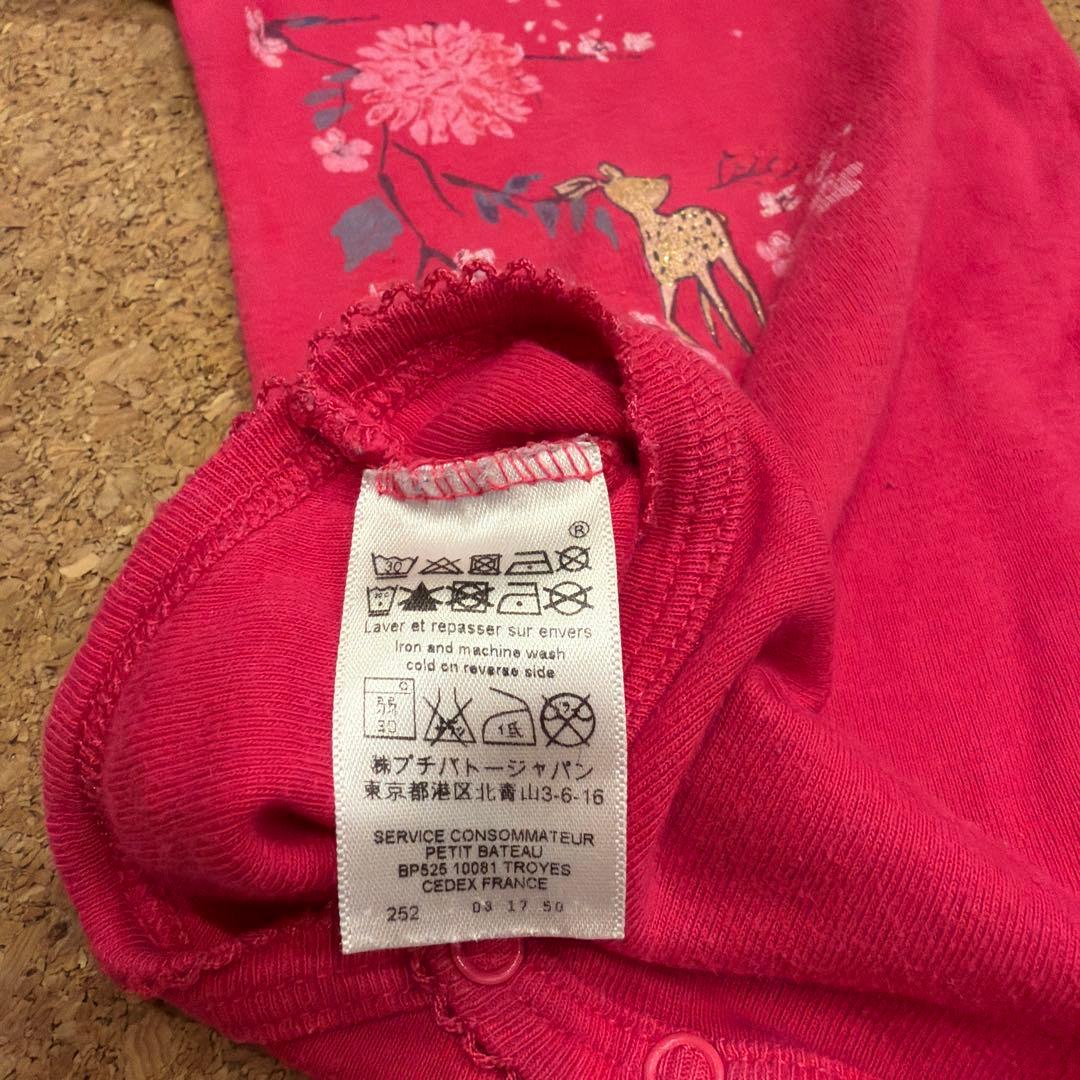 ®
30
Laver et repasser sur envers
Iron and machine wash
cold on reverse side
弱
30
低
㈱プチバトージャパン
東京都港区北青山3-6-16
SERVICE CONSOMMATEUR
PETIT BATEAU
BP525 10081 TROYES
CEDEX FRANCE
252 03 17 50